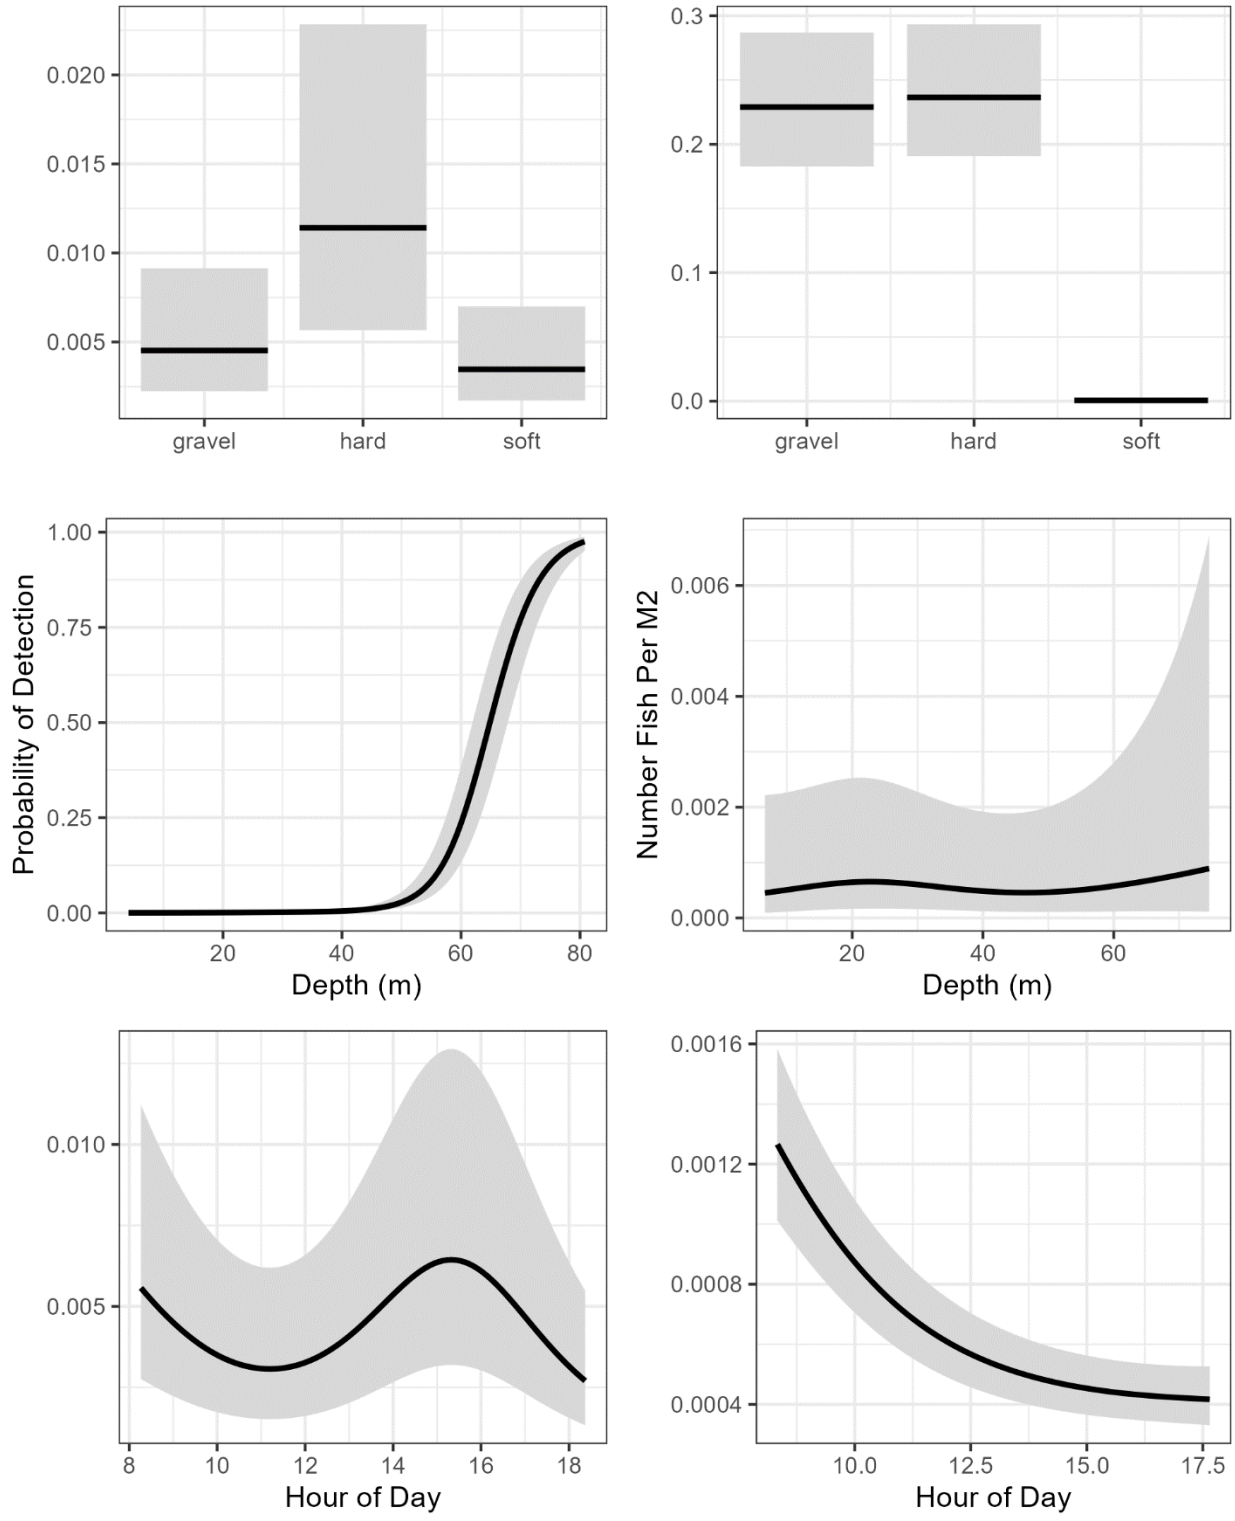 0.020
0.015
0.010
0.005
gravel hard soft
0.3
0.2
0.1
0.0
gravel hard soft
Probability of Detection
1.00
0.75
0.50
0.25
0.00
20 40 60 80
Depth (m)
Number Fish Per M2
0.006
0.004
0.002
0.000
20 40 60
Depth (m)
0.010
0.005
8 10 12 14 16 18
Hour of Day
0.0016
0.0012
0.0008
0.0004
10.0 12.5 15.0 17.5
Hour of Day